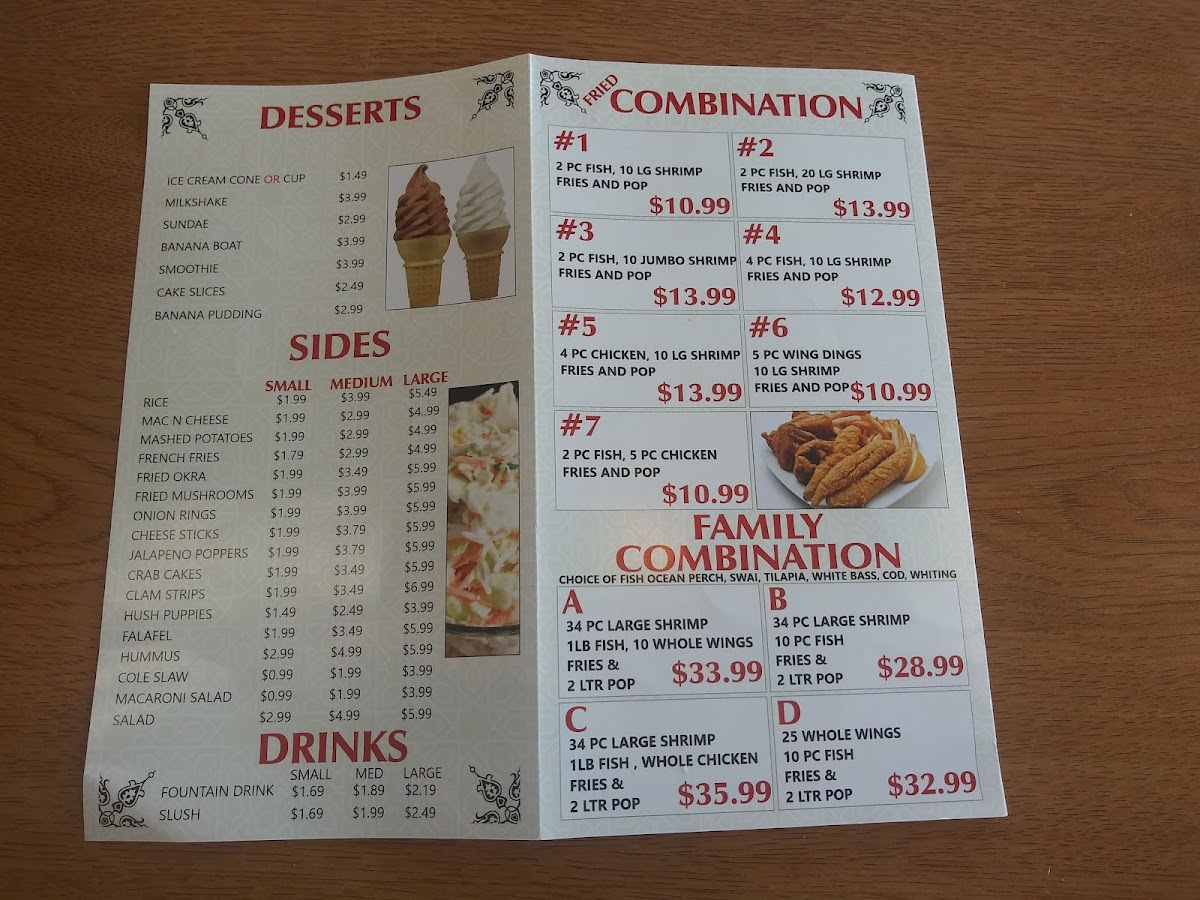 DESSERTS
ICE CREAM CONE OR CUP $1.49
MILKSHAKE $3.99
SUNDAE $2.99
BANANA BOAT $3.99
SMOOTHIE $3.99
CAKE SLICES $2.49
BANANA PUDDING $2.99
SIDES
SMALL MEDIUM LARGE
RICE $1.99 $3.99 $5.49
MAC N CHEESE $1.99 $2.99 $4..99
MASHED POTATOES $1.99 $2.99 $4.99
FRENCH FRIES $1.79 $2.99 $4.99
FRIED OKRA $1.99 $3.49 $5.99
FRIED MUSHROOMS $1.99 $3.99 $5.99
ONION RINGS $1.99 $3.99 $5.99
CHEESE STICKS $1.99 $3.79 $5.99
JALAPENO POPPERS $1.99 $3.79 $5.99
CRAB CAKES $1.99 $3.49 $5.99
CLAM STRIPS $1.99 $3.49 $6.99
HUSH PUPPIES $1.49 $2.49 $3.99
FALAFEL $1.99 $3.49 $5.99
HUMMUS $2.99 $4.99 $5.99
COLE SLAW $0.99 $1.99 $3.99
MACARONI SALAD $0.99 $1.99 $3.99
SALAD $2.99 $4.99 $5.99
DRINKS
SMALL MED LARGE
FOUNTAIN DRINK $1.69 $1.89 $2.19
SLUSH $1.69 $1.99 $2.49
FRIED COMBINATION
#1
2 PC FISH, 10 LG SHRIMP
FRIES AND POP
$10.99
#2
2 PC FISH, 20 LG SHRIMP
FRIES AND POP
$13.99
#3
2 PC FISH, 10 JUMBO SHRIMP
FRIES AND POP
$13.99
#4
4 PC FISH, 10 LG SHRIMP
FRIES AND POP
$12.99
#5
4 PC CHICKEN, 10 LG SHRIMP
FRIES AND POP
$13.99
#6
5 PC WING DINGS
10 LG SHRIMP
FRIES AND POP $10.99
#7
2 PC FISH, 5 PC CHICKEN
FRIES AND POP
$10.99
FAMILY
COMBINATION
CHOICE OF FISH OCEAN PERCH, SWAI, TILAPIA, WHITE BASS, COD, WHITING
A
34 PC LARGE SHRIMP
1LB FISH, 10 WHOLE WINGS
FRIES &
2 LTR POP $33.99
B
34 PC LARGE SHRIMP
10 PC FISH
FRIES &
2 LTR POP $28.99
C
34 PC LARGE SHRIMP
1LB FISH , WHOLE CHICKEN
FRIES &
2 LTR POP $35.99
D
25 WHOLE WINGS
10 PC FISH
FRIES &
2 LTR POP $32.99